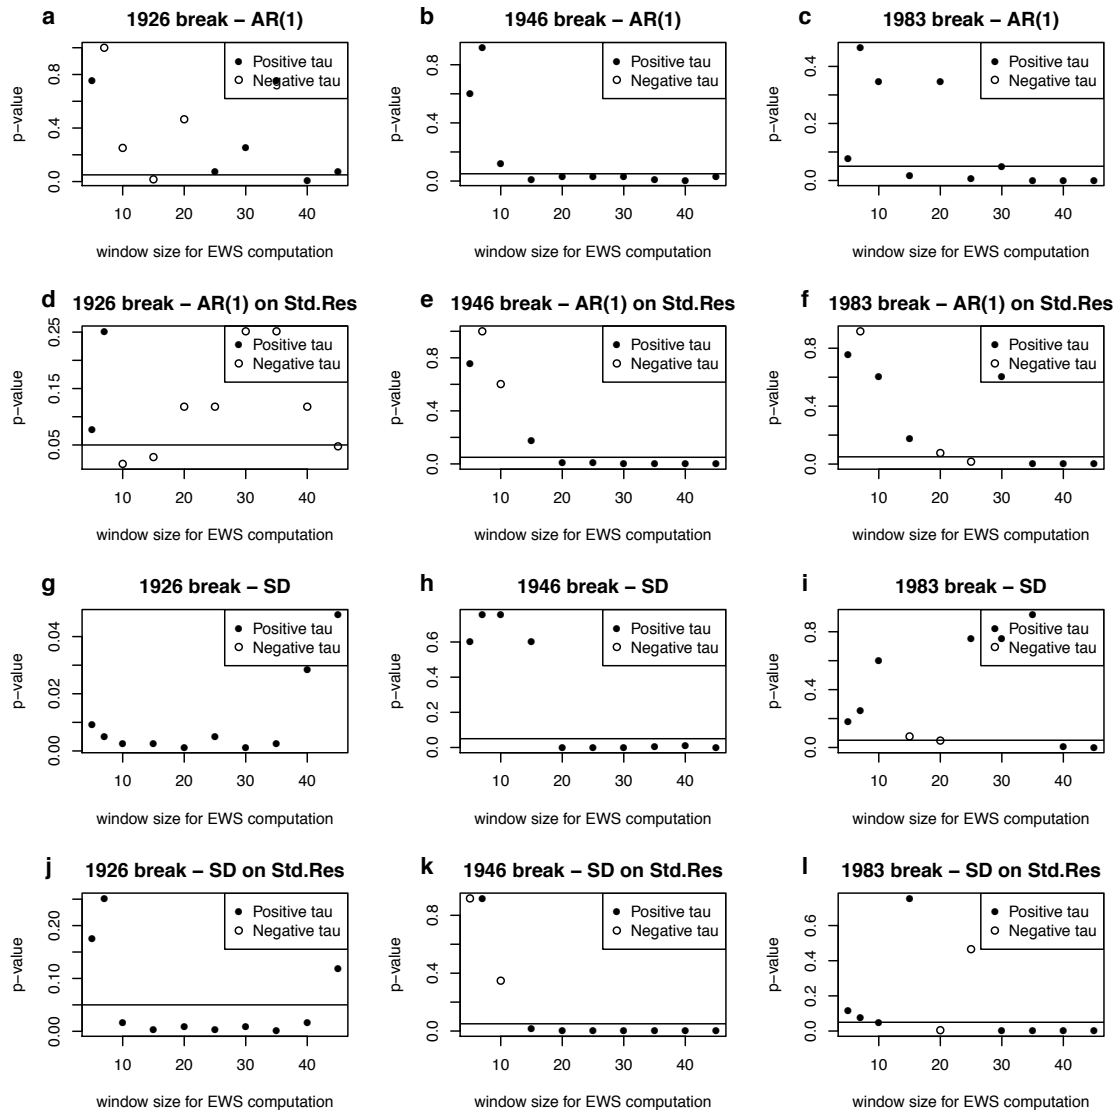 a 1926 break – AR(1)
Positive tau
Negative tau
p−value
0.0 0.4 0.8
10 20 30 40
window size for EWS computation
b 1946 break – AR(1)
Positive tau
Negative tau
p−value
0.0 0.4 0.8
10 20 30 40
window size for EWS computation
c 1983 break – AR(1)
Positive tau
Negative tau
p−value
0.0 0.2 0.4
10 20 30 40
window size for EWS computation
d 1926 break – AR(1) on Std.Res
Positive tau
Negative tau
p−value
0.05 0.15 0.25
10 20 30 40
window size for EWS computation
e 1946 break – AR(1) on Std.Res
Positive tau
Negative tau
p−value
0.0 0.4 0.8
10 20 30 40
window size for EWS computation
f 1983 break – AR(1) on Std.Res
Positive tau
Negative tau
p−value
0.0 0.4 0.8
10 20 30 40
window size for EWS computation
g 1926 break – SD
Positive tau
Negative tau
p−value
0.00 0.02 0.04
10 20 30 40
window size for EWS computation
h 1946 break – SD
Positive tau
Negative tau
p−value
0.0 0.2 0.4 0.6
10 20 30 40
window size for EWS computation
i 1983 break – SD
Positive tau
Negative tau
p−value
0.0 0.4 0.8
10 20 30 40
window size for EWS computation
j 1926 break – SD on Std.Res
Positive tau
Negative tau
p−value
0.00 0.10 0.20
10 20 30 40
window size for EWS computation
k 1946 break – SD on Std.Res
Positive tau
Negative tau
p−value
0.0 0.4 0.8
10 20 30 40
window size for EWS computation
l 1983 break – SD on Std.Res
Positive tau
Negative tau
p−value
0.0 0.2 0.4 0.6
10 20 30 40
window size for EWS computation